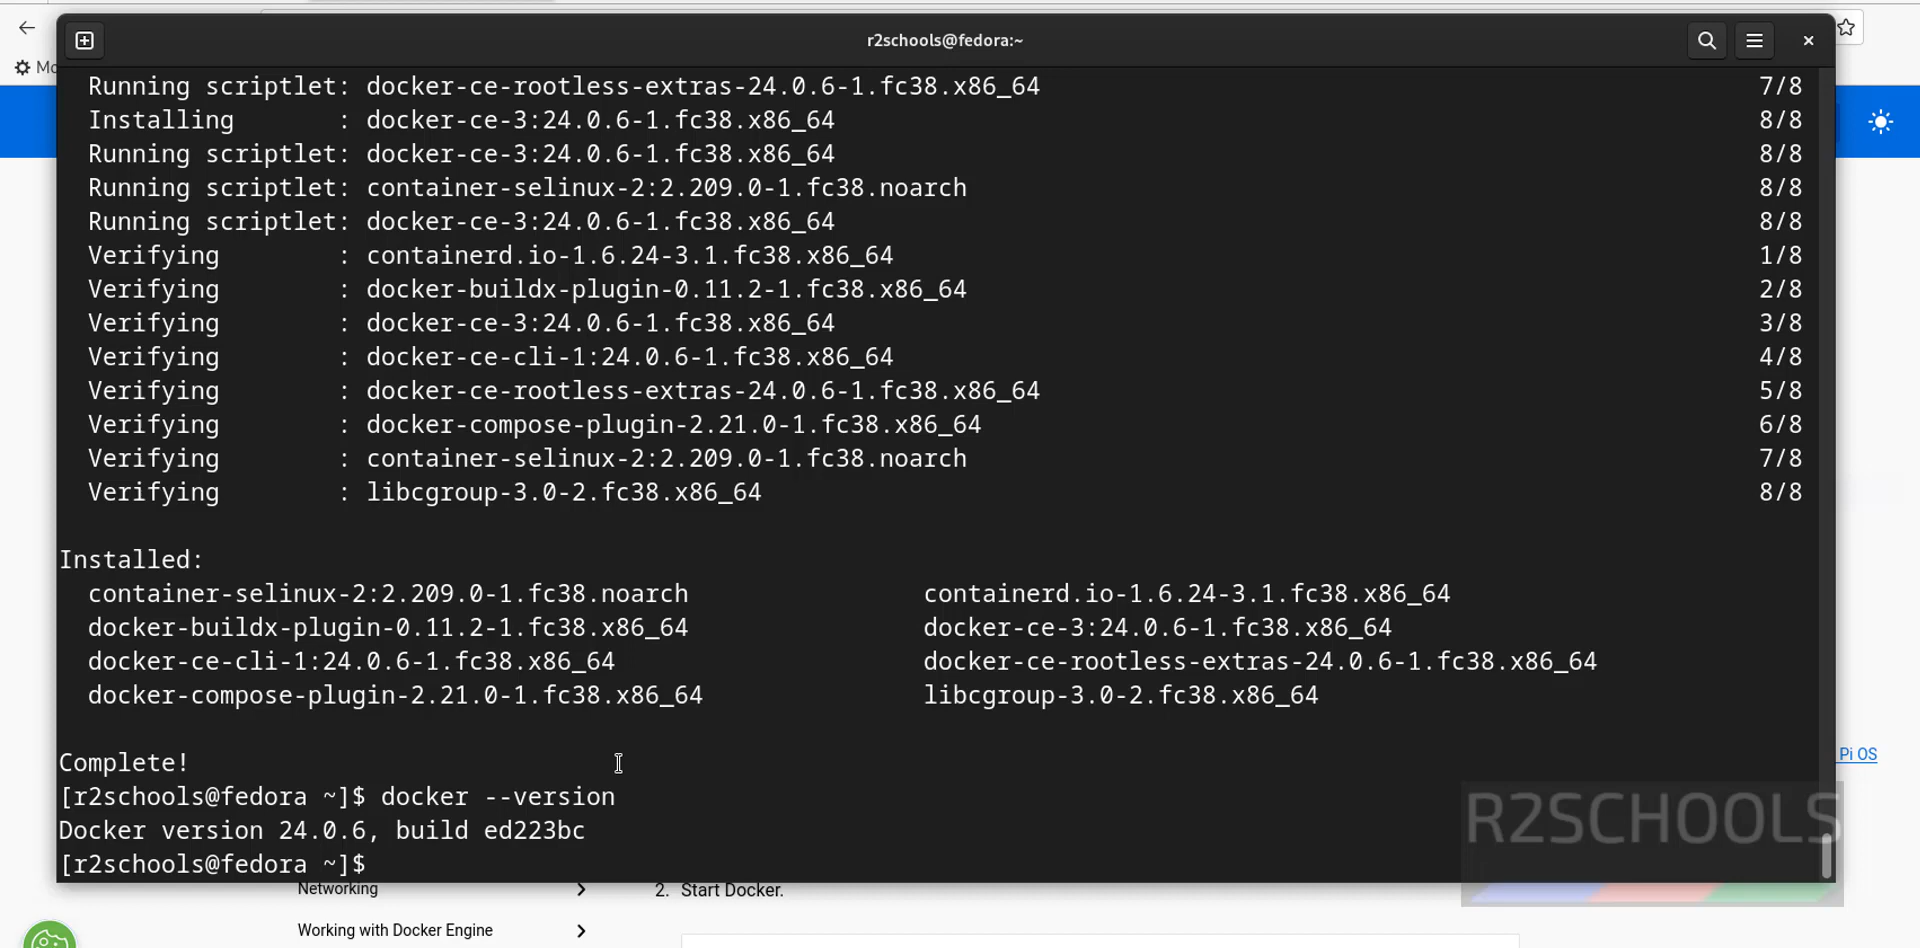 r2schools@fedora:~
Mo
Running scriptlet: docker-ce-rootless-extras-24.0.6-1.fc38.x86_64 7/8
Installing : docker-ce-3:24.0.6-1.fc38.x86_64 8/8
Running scriptlet: docker-ce-3:24.0.6-1.fc38.x86_64 8/8
Running scriptlet: container-selinux-2:2.209.0-1.fc38.noarch 8/8
Running scriptlet: docker-ce-3:24.0.6-1.fc38.x86_64 8/8
Verifying : containerd.io-1.6.24-3.1.fc38.x86_64 1/8
Verifying : docker-buildx-plugin-0.11.2-1.fc38.x86_64 2/8
Verifying : docker-ce-3:24.0.6-1.fc38.x86_64 3/8
Verifying : docker-ce-cli-1:24.0.6-1.fc38.x86_64 4/8
Verifying : docker-ce-rootless-extras-24.0.6-1.fc38.x86_64 5/8
Verifying : docker-compose-plugin-2.21.0-1.fc38.x86_64 6/8
Verifying : container-selinux-2:2.209.0-1.fc38.noarch 7/8
Verifying : libcgroup-3.0-2.fc38.x86_64 8/8
Installed:
container-selinux-2:2.209.0-1.fc38.noarch containerd.io-1.6.24-3.1.fc38.x86_64
docker-buildx-plugin-0.11.2-1.fc38.x86_64 docker-ce-3:24.0.6-1.fc38.x86_64
docker-ce-cli-1:24.0.6-1.fc38.x86_64 docker-ce-rootless-extras-24.0.6-1.fc38.x86_64
docker-compose-plugin-2.21.0-1.fc38.x86_64 libcgroup-3.0-2.fc38.x86_64
Complete!
Pi OS
[r2schools@fedora ~]$ docker --version
Docker version 24.0.6, build ed223bc
[r2schools@fedora ~]$
R2SCHOOLS
Networking
2. Start Docker.
Working with Docker Engine